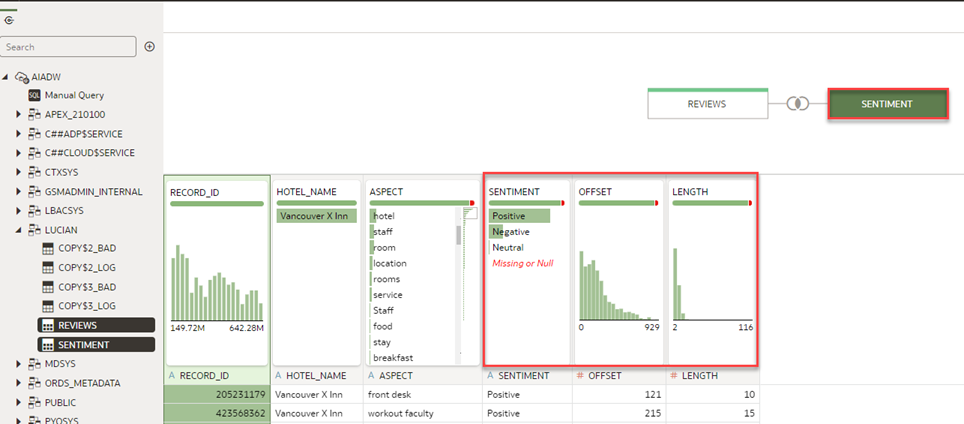 Search
AIADW
SQL Manual Query
APEX_210100
C##ADP$SERVICE
C##CLOUD$SERVICE
CTXSYS
GSMADMIN_INTERNAL
LBACSYS
LUCIAN
COPY$2_BAD
COPY$2_LOG
COPY$3_BAD
COPY$3_LOG
REVIEWS
SENTIMENT
MDSYS
ORDS_METADATA
PUBLIC
PYQSYS
REVIEWS SENTIMENT
RECORD_ID HOTEL_NAME ASPECT SENTIMENT OFFSET LENGTH
149.72M 642.28M
Vancouver X Inn
hotel
staff
room
location
rooms
service
Staff
food
stay
breakfast
Positive
Negative
Neutral
Missing or Null
0 929
2 116
A RECORD_ID A HOTEL_NAME A ASPECT A SENTIMENT # OFFSET # LENGTH
205231179 Vancouver X Inn front desk Positive 121 10
423568362 Vancouver X Inn workout faculty Positive 215 15